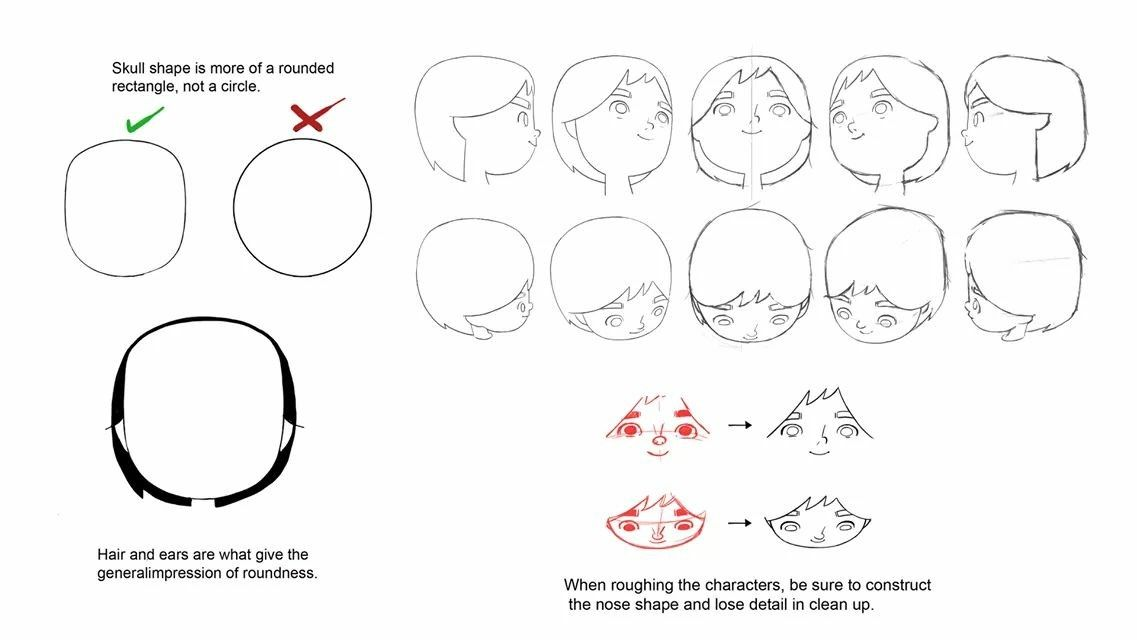 Skull shape is more of a rounded
rectangle, not a circle.
Hair and ears are what give the
generalimpression of roundness.
When roughing the characters, be sure to construct
the nose shape and lose detail in clean up.